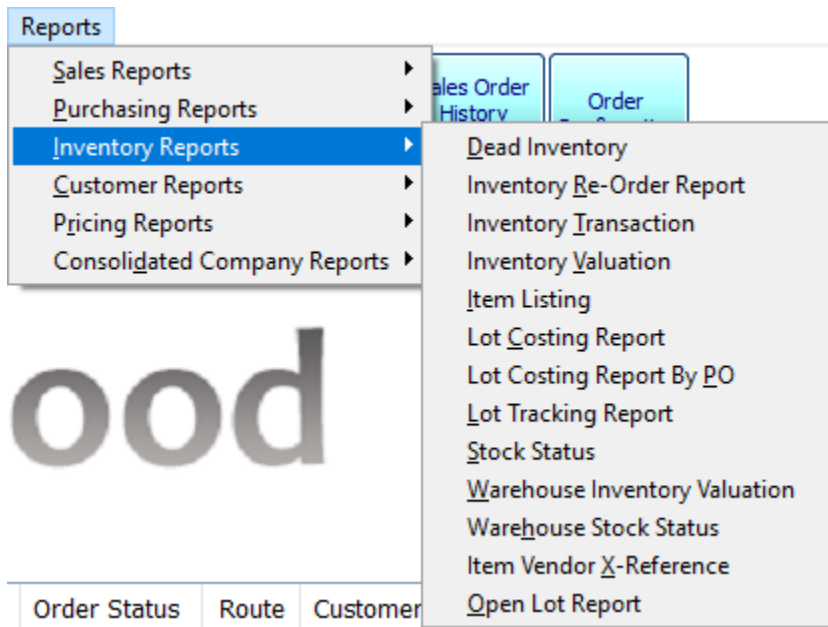 Reports
Sales Reports
Purchasing Reports
Inventory Reports
Customer Reports
Pricing Reports
Consolidated Company Reports
ales Order
History
Order
Dead Inventory
Inventory Re-Order Report
Inventory Transaction
Inventory Valuation
Item Listing
Lot Costing Report
Lot Costing Report By PO
Lot Tracking Report
Stock Status
Warehouse Inventory Valuation
Warehouse Stock Status
Item Vendor X-Reference
Open Lot Report
ood
Order Status Route Customer